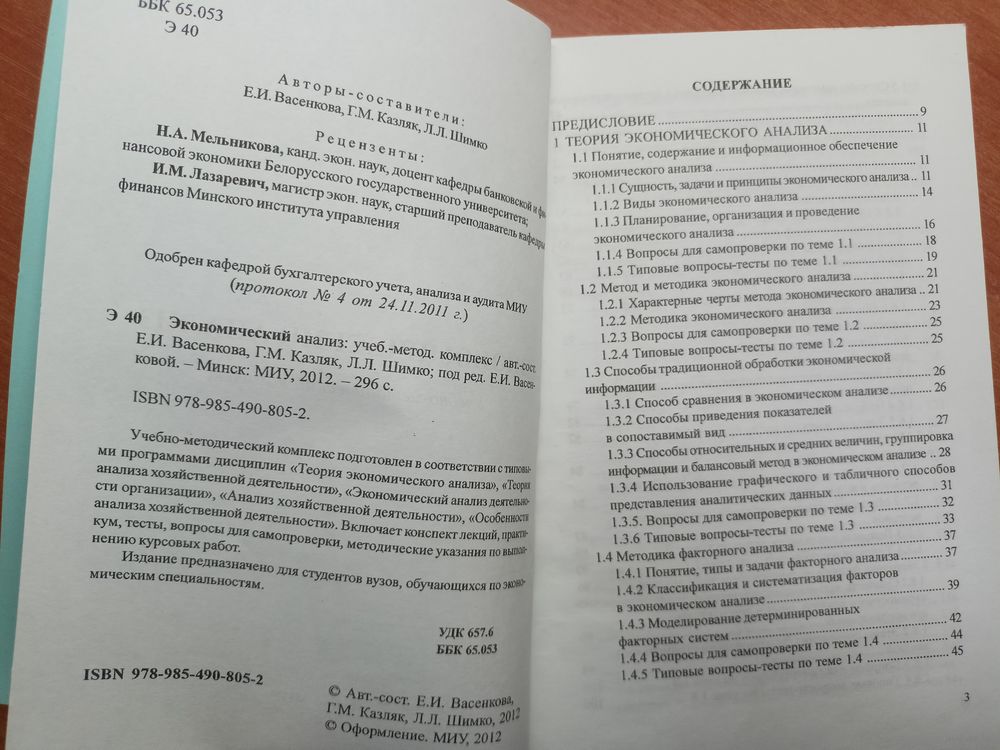 ББК 65.053
Э 40
Авторы-составители:
Е.И. Васенкова, Г.М. Казляк, Л.Л. Шимко
Рецензенты:
Н.А. Мельникова, канд. экон. наук, доцент кафедры банковской и фи-
нансовой экономики Белорусского государственного университета;
И.М. Лазаревич, магистр экон. наук, старший преподаватель кафедры
финансов Минского института управления
Одобрен кафедрой бухгалтерского учета, анализа и аудита МИУ
(протокол № 4 от 24.11.2011 г.)
Э 40 Экономический анализ: учеб.-метод. комплекс / авт.-сост.
Е.И. Васенкова, Г.М. Казляк, Л.Л. Шимко; под ред. Е.И. Васен-
ковой. – Минск: МИУ, 2012. – 296 с.
ISBN 978-985-490-805-2.
Учебно-методический комплекс подготовлен в соответствии с типовы-
ми программами дисциплин «Теория экономического анализа», «Теория
анализа хозяйственной деятельности», «Экономический анализ деятельно-
сти организации», «Анализ хозяйственной деятельности», «Особенности
анализа хозяйственной деятельности». Включает конспект лекций, практи-
кум, тесты, вопросы для самопроверки, методические указания по выпол-
нению курсовых работ.
Издание предназначено для студентов вузов, обучающихся по эконо-
мическим специальностям.
УДК 657.6
ББК 65.053
ISBN 978-985-490-805-2
© Авт.-сост. Е.И. Васенкова,
Г.М. Казляк, Л.Л. Шимко, 2012
© Оформление. МИУ, 2012
СОДЕРЖАНИЕ
ПРЕДИСЛОВИЕ ... 9
1 ТЕОРИЯ ЭКОНОМИЧЕСКОГО АНАЛИЗА ... 11
1.1 Понятие, содержание и информационное обеспечение
экономического анализа ... 11
1.1.1 Сущность, задачи и принципы экономического анализа .. 11
1.1.2 Виды экономического анализа ... 14
1.1.3 Планирование, организация и проведение
экономического анализа ... 16
1.1.4 Вопросы для самопроверки по теме 1.1 ... 18
1.1.5 Типовые вопросы-тесты по теме 1.1 ... 19
1.2 Метод и методика экономического анализа ... 21
1.2.1 Характерные черты метода экономического анализа .. 21
1.2.2 Методика экономического анализа ... 23
1.2.3 Вопросы для самопроверки по теме 1.2 ... 25
1.2.4 Типовые вопросы-тесты по теме 1.2 ... 25
1.3 Способы традиционной обработки экономической
информации ... 26
1.3.1 Способ сравнения в экономическом анализе ... 26
1.3.2 Способы приведения показателей
в сопоставимый вид ... 27
1.3.3 Способы относительных и средних величин, группировка
информации и балансовый метод в экономическом анализе .. 28
1.3.4 Использование графического и табличного способов
представления аналитических данных ... 31
1.3.5. Вопросы для самопроверки по теме 1.3 ... 32
1.3.6 Типовые вопросы-тесты по теме 1.3 ... 33
1.4 Методика факторного анализа ... 37
1.4.1 Понятие, типы и задачи факторного анализа ... 37
1.4.2 Классификация и систематизация факторов
в экономическом анализе ... 39
1.4.3 Моделирование детерминированных
факторных систем ... 42
1.4.4 Вопросы для самопроверки по теме 1.4 ... 44
1.4.5 Типовые вопросы-тесты по теме 1.4 ... 45
3